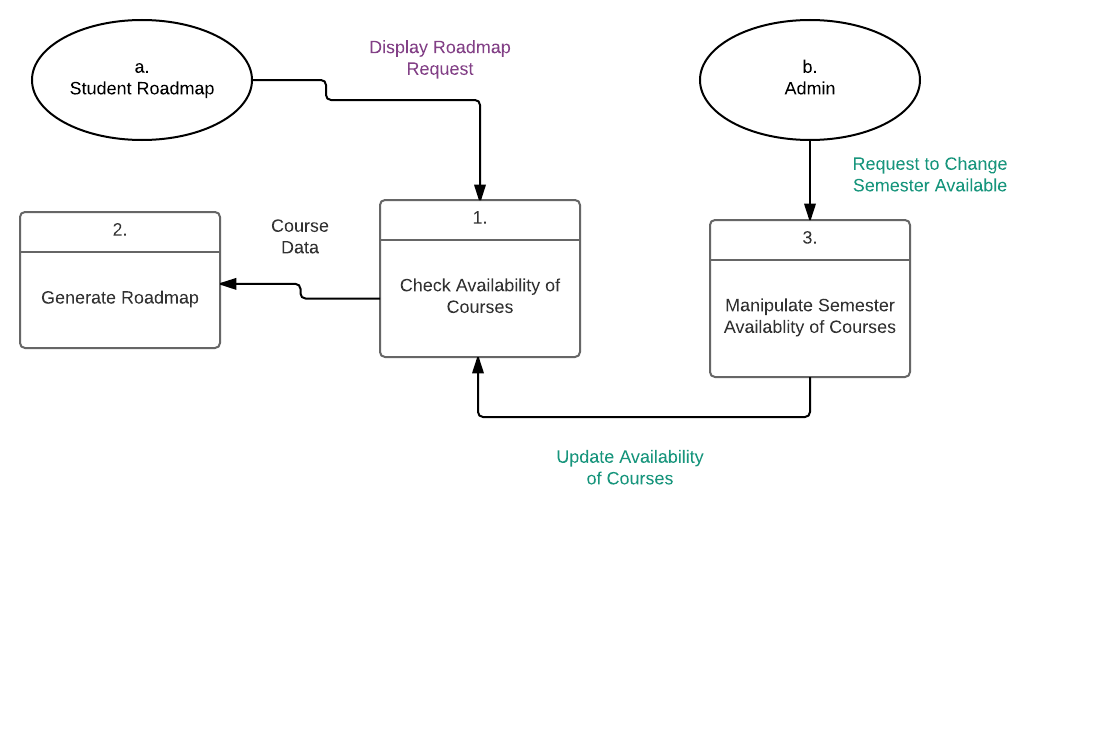 a.
Student Roadmap
Display Roadmap
Request
b.
Admin
Request to Change
Semester Available
2.
Generate Roadmap
Course
Data
1.
Check Availability of
Courses
3.
Manipulate Semester
Availablity of Courses
Update Availability
of Courses